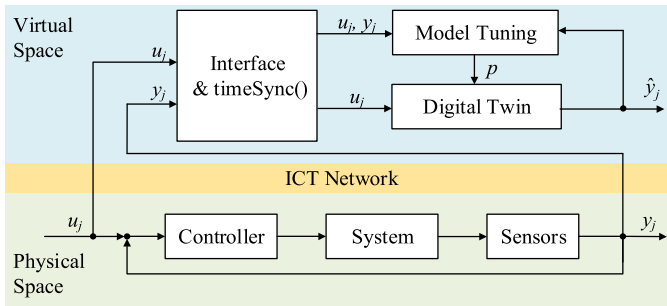 Virtual
Space
u_j
y_j
Interface
& timeSync()
u_j, y_j
u_j
Model Tuning
p
Digital Twin
ŷ_j
ICT Network
u_j
Controller
System
Sensors
y_j
Physical
Space